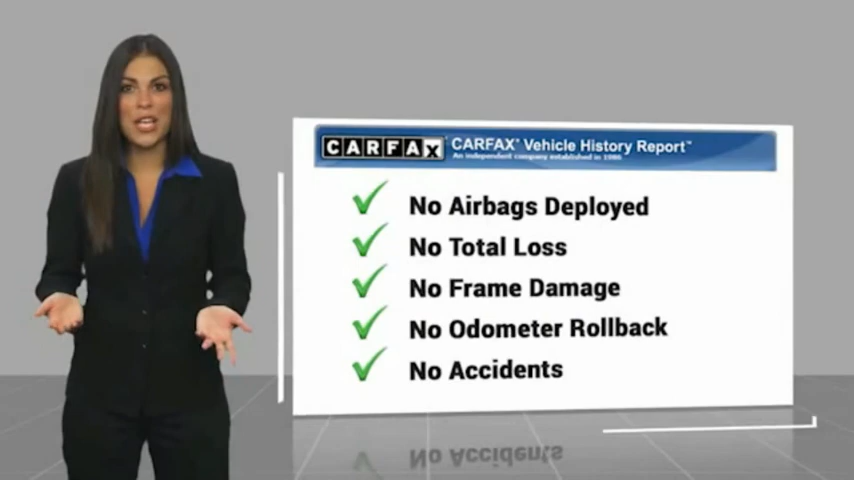 CARFAX CARFAX® Vehicle History Report™
An independent company established in 1986
No Airbags Deployed
No Total Loss
No Frame Damage
No Odometer Rollback
No Accidents
No Accidents